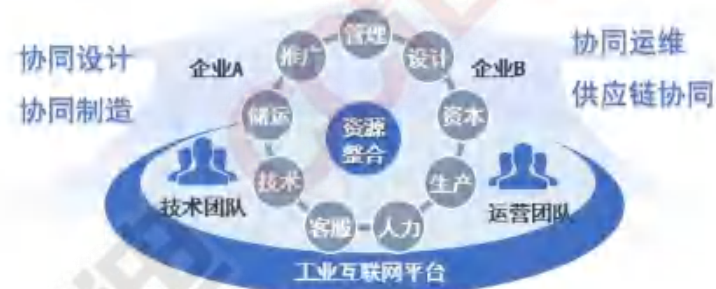 协同设计
协同制造
企业A
企业B
协同运维
供应链协同
管理
设计
资本
生产
人力
客服
技术
储运
推广
资源
整合
技术团队
运营团队
工业互联网平台